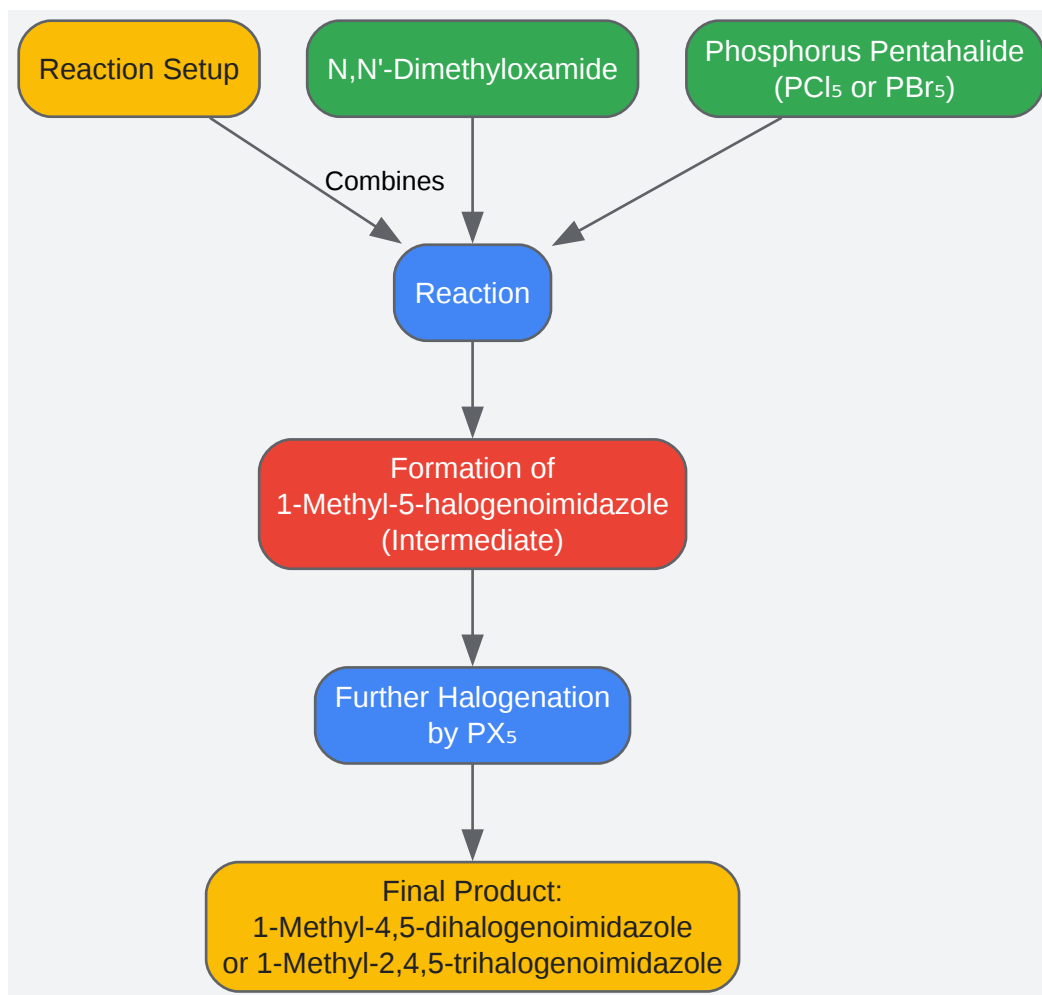 Reaction Setup
N,N'-Dimethyloxamide
Phosphorus Pentahalide
(PCl₅ or PBr₅)
Combines
Reaction
Formation of
1-Methyl-5-halogenoimidazole
(Intermediate)
Further Halogenation
by PX₅
Final Product:
1-Methyl-4,5-dihalogenoimidazole
or 1-Methyl-2,4,5-trihalogenoimidazole